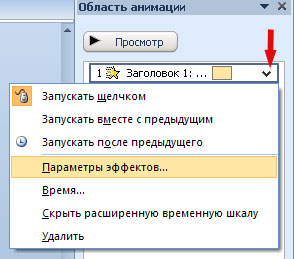 Область анимации
Просмотр
1 Заголовок 1: ...
Запускать щелчком
Запускать вместе с предыдущим
Запускать после предыдущего
Параметры эффектов...
Время...
Скрыть расширенную временную шкалу
Удалить